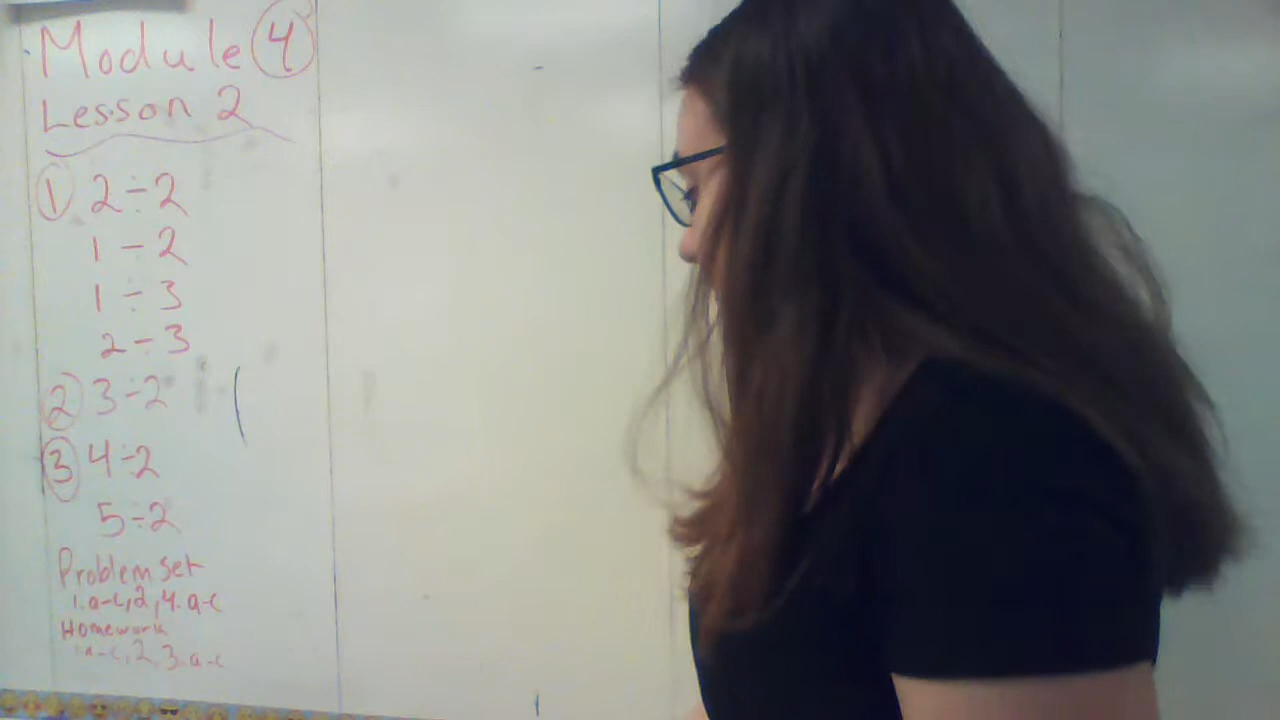 Module 4
Lesson 2
1 2÷2
1÷2
1÷3
2÷3
2 3÷2
3 4÷2
5÷2
Problem Set
1.a-c,2,4.a-c
Homework
1a-c,2,3.a-c